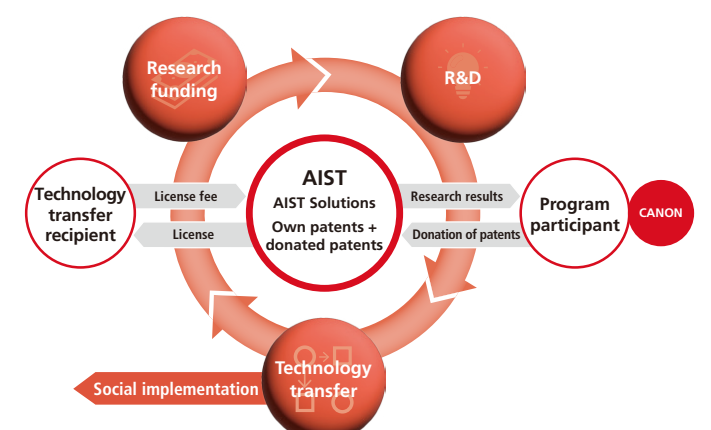 Research
funding
R&D
AIST
AIST Solutions
Own patents +
donated patents
Technology
transfer
recipient
License fee
License
Research results
Donation of patents
Program
participant
CANON
Technology
transfer
Social implementation